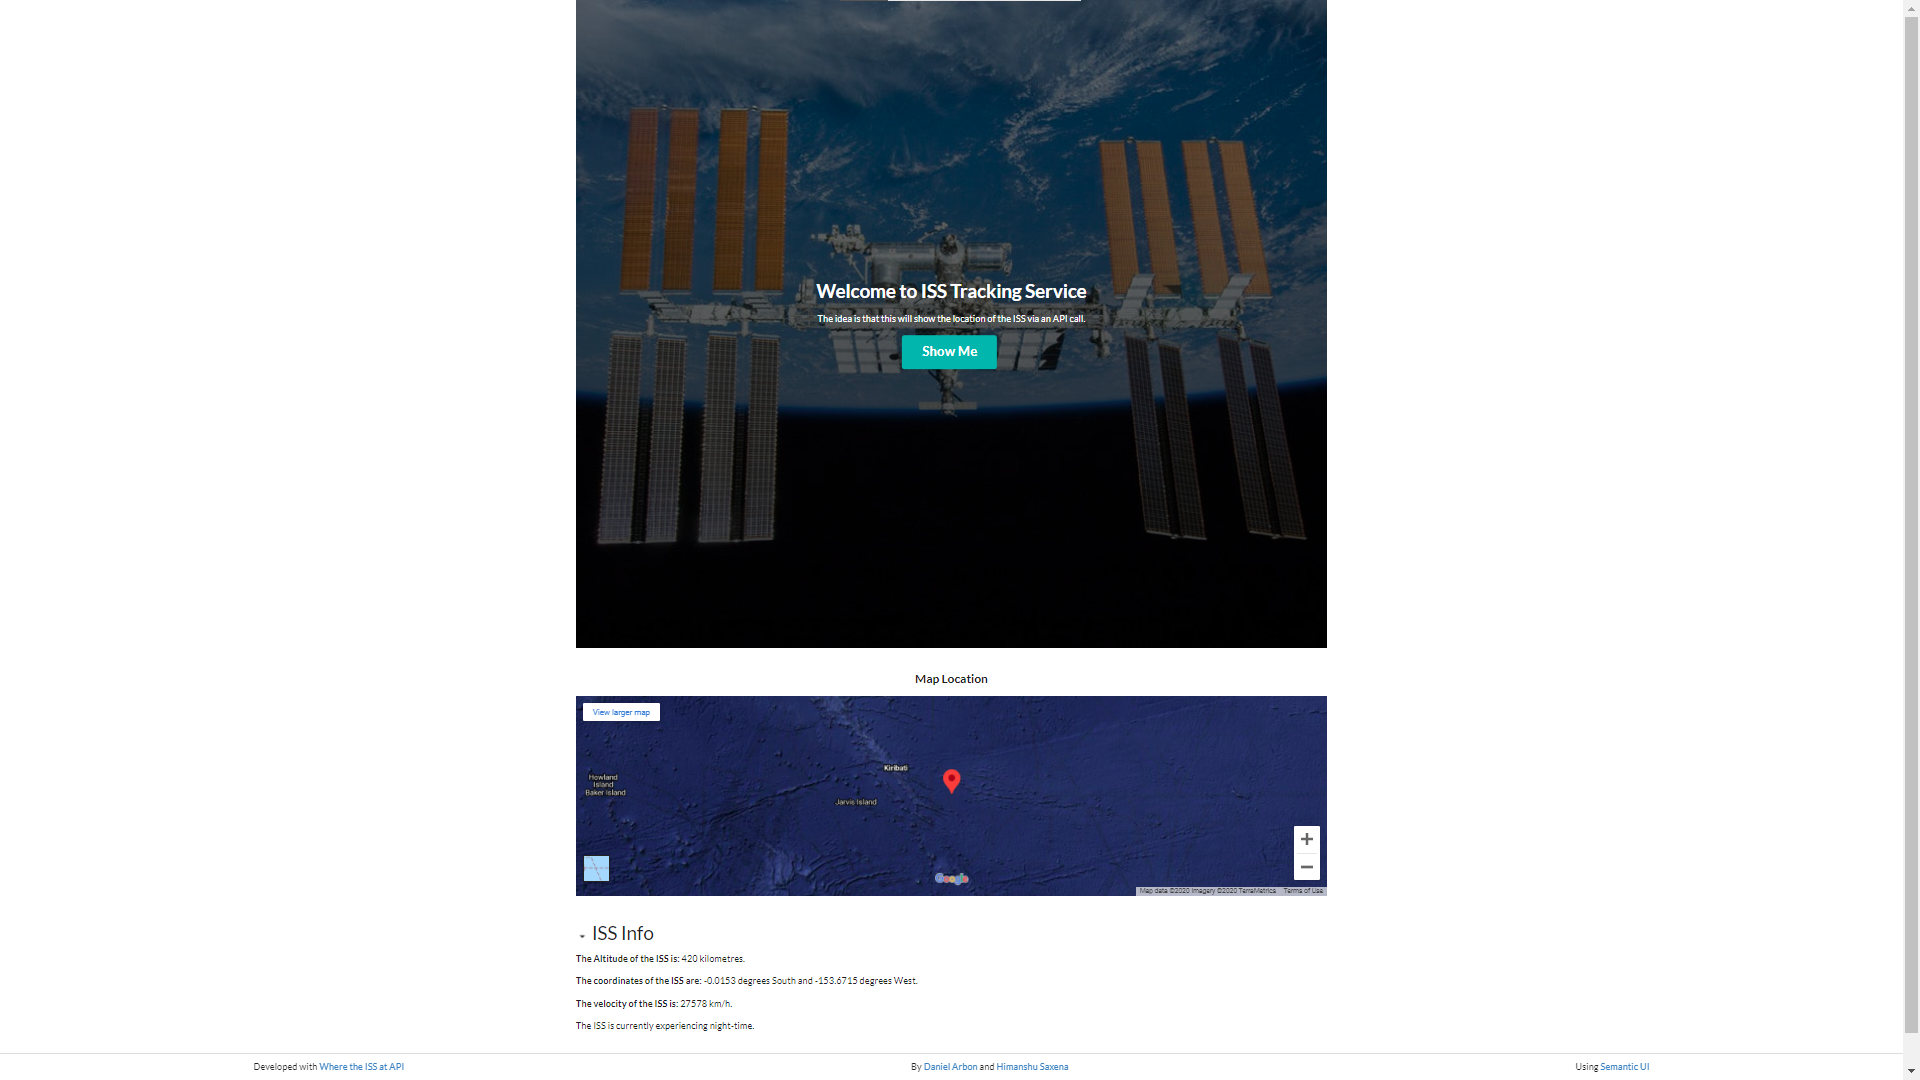 Welcome to ISS Tracking Service
The idea is that this will show the location of the ISS via an API call.
Show Me
Map Location
View larger map
Kiribati
Howland
Island
Baker Island
Jarvis Island
Google
Map data ©2020 Imagery ©2020 TerraMetrics Terms of Use
ISS Info
The Altitude of the ISS is: 420 kilometres.
The coordinates of the ISS are: -0.0153 degrees South and -153.6715 degrees West.
The velocity of the ISS is: 27578 km/h.
The ISS is currently experiencing night-time.
Developed with Where the ISS at API
By Daniel Arbon and Himanshu Saxena
Using Semantic UI